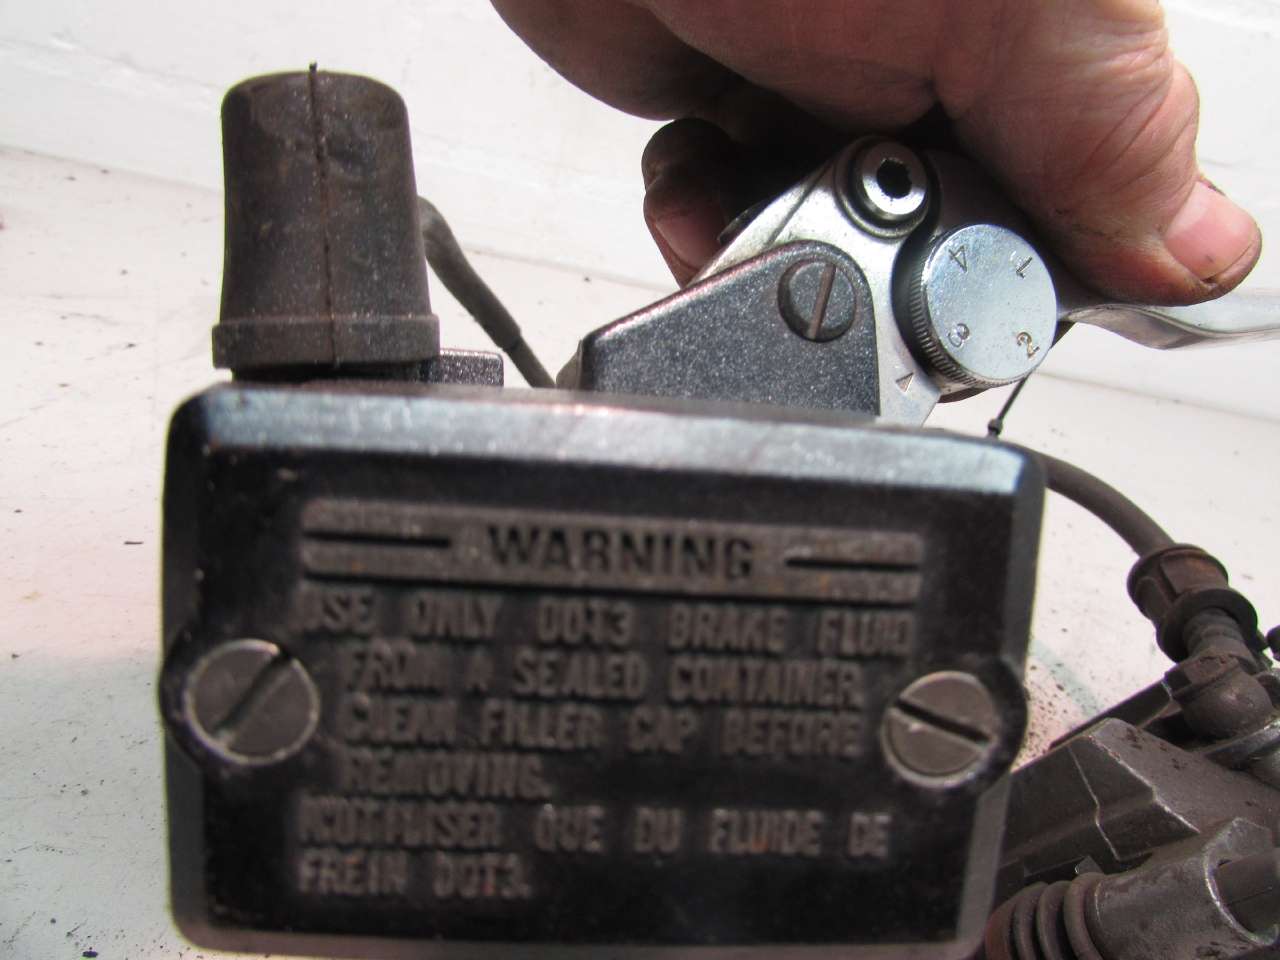 4 1
3 2
WARNING
USE ONLY DOT3 BRAKE FLUID
FROM A SEALED CONTAINER.
CLEAN FILLER CAP BEFORE
REMOVING.
N'UTILISER QUE DU FLUIDE DE
FREIN DOT3.